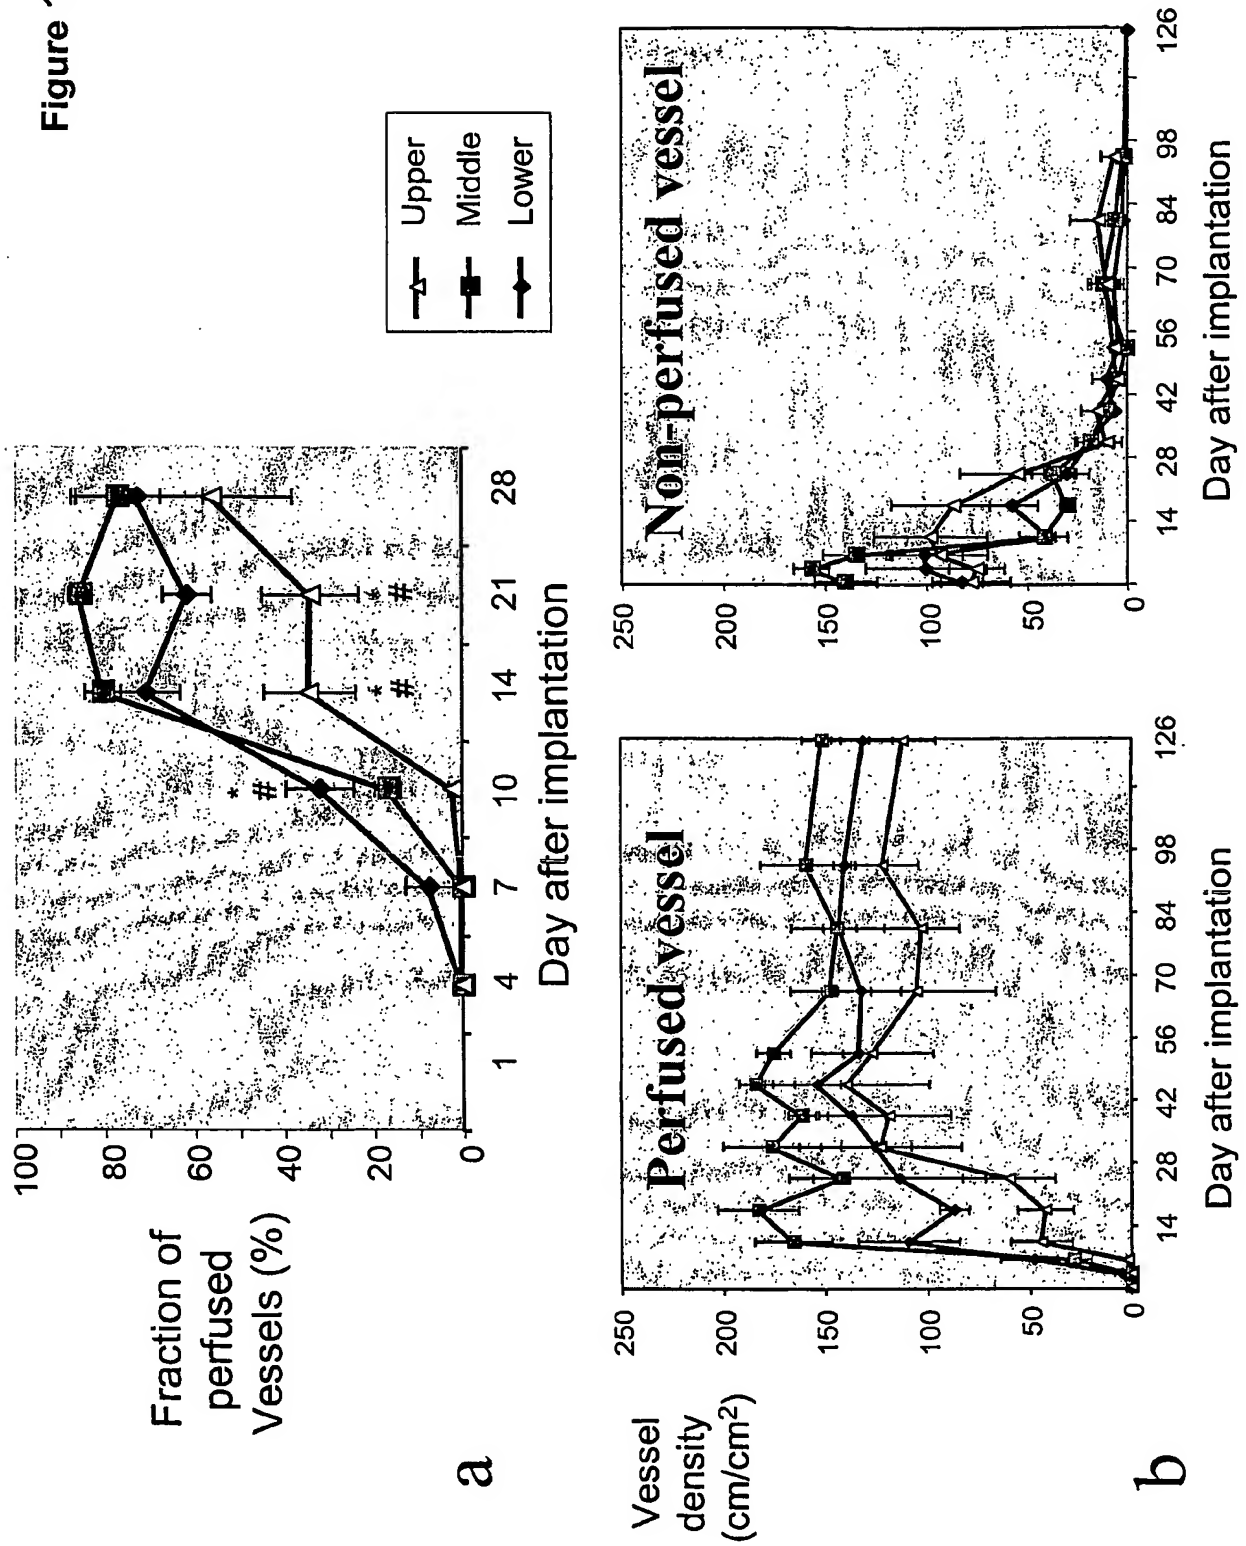 Figure
100
80
60
40
20
0
Fraction of
perfused
Vessels (%)
* #
* #
* #
1 4 7 10 14 21 28
Day after implantation
Upper
Middle
Lower
a
Vessel
density
(cm/cm²)
Perfused vessel
250
200
150
100
50
0
14 28 42 56 70 84 98 126
Day after implantation
Non-perfused vessel
250
200
150
100
50
0
14 28 42 56 70 84 98 126
Day after implantation
b